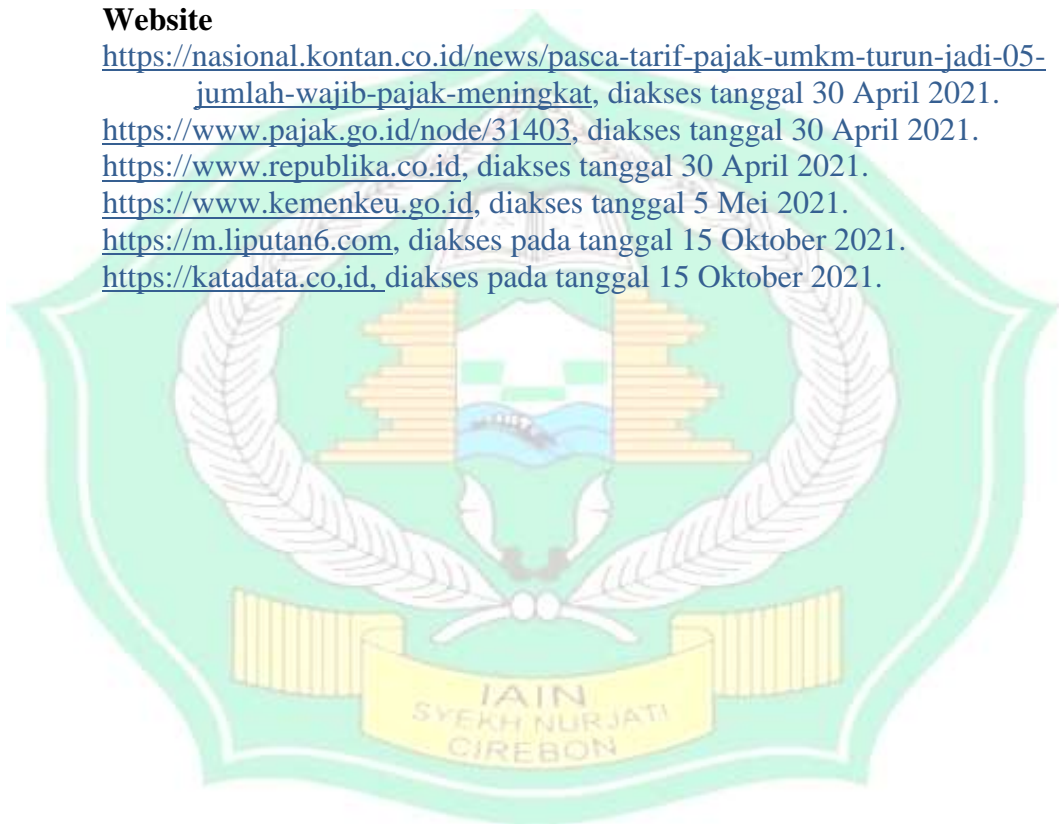 Website
https://nasional.kontan.co.id/news/pasca-tarif-pajak-umkm-turun-jadi-05-
jumlah-wajib-pajak-meningkat, diakses tanggal 30 April 2021.
https://www.pajak.go.id/node/31403, diakses tanggal 30 April 2021.
https://www.republika.co.id, diakses tanggal 30 April 2021.
https://www.kemenkeu.go.id, diakses tanggal 5 Mei 2021.
https://m.liputan6.com, diakses pada tanggal 15 Oktober 2021.
https://katadata.co,id, diakses pada tanggal 15 Oktober 2021.
IAIN
SYEKH NURJATI
CIREBON